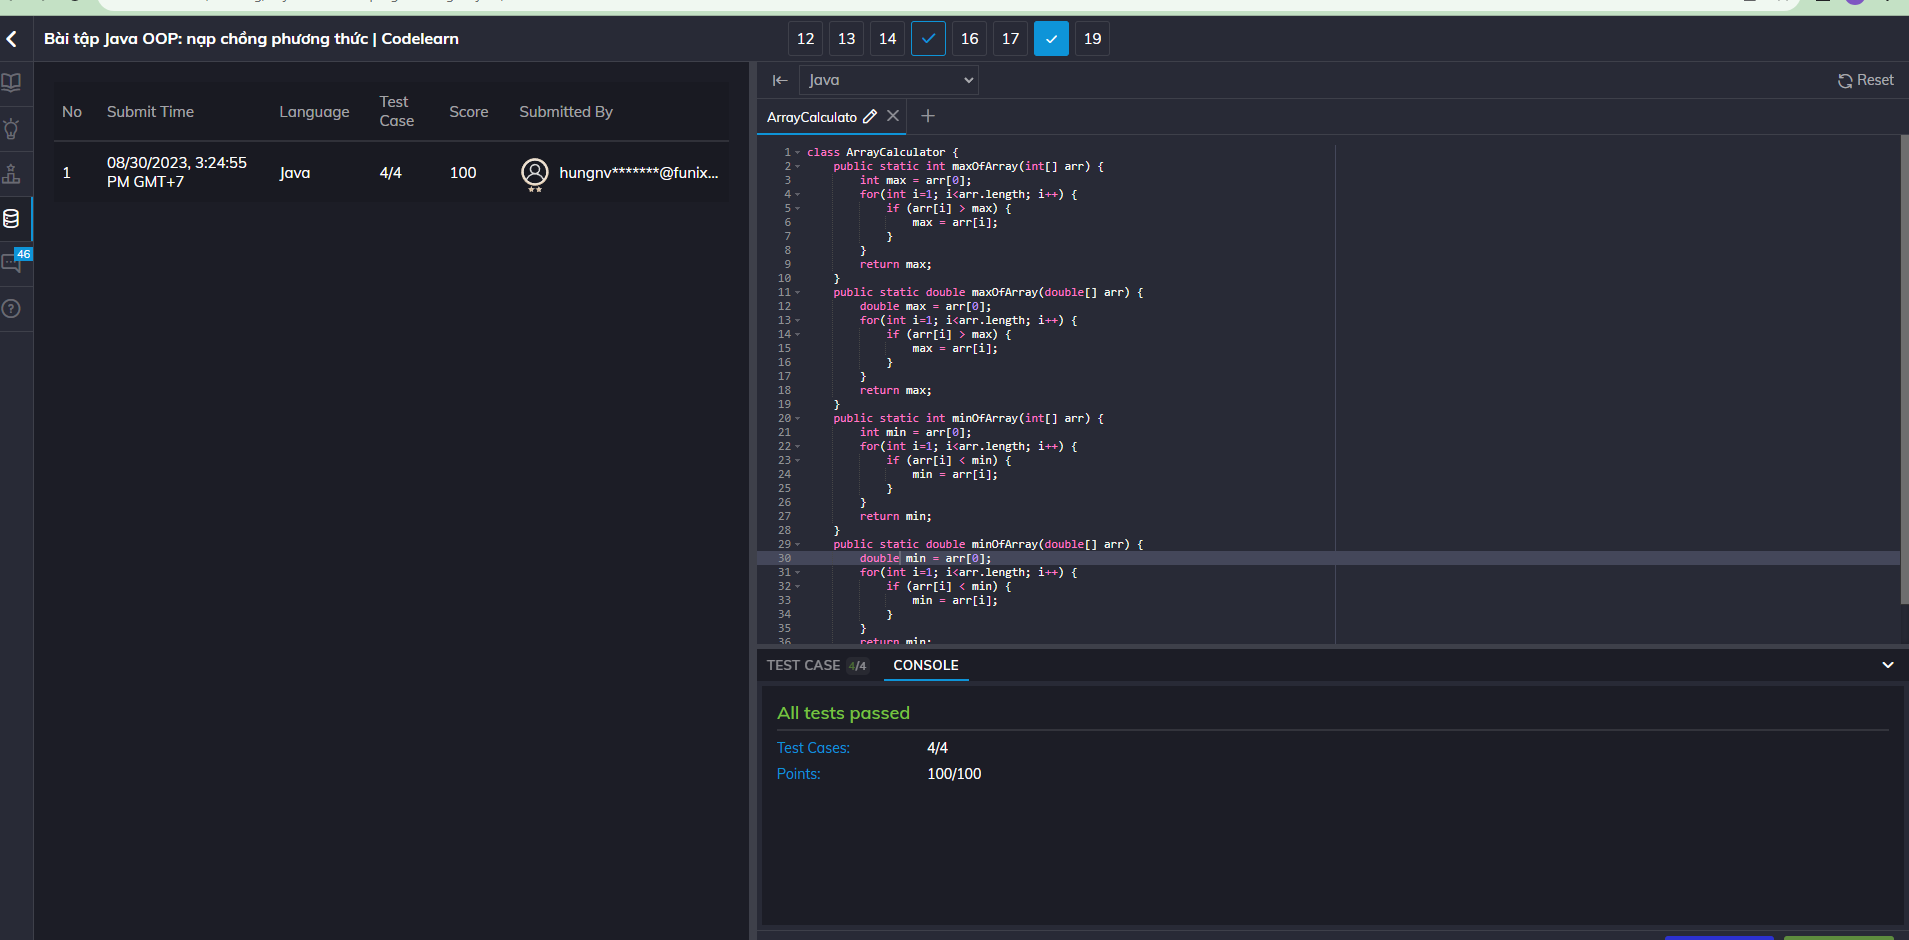 Bài tập Java OOP: nạp chồng phương thức | Codelearn
12 13 14 16 17 19
No Submit Time Language Test Case Score Submitted By
1 08/30/2023, 3:24:55 PM GMT+7 Java 4/4 100 hungnv*******@funix...
46
Java
Reset
ArrayCalculato
1 class ArrayCalculator {
2 public static int maxOfArray(int[] arr) {
3 int max = arr[0];
4 for(int i=1; i<arr.length; i++) {
5 if (arr[i] > max) {
6 max = arr[i];
7 }
8 }
9 return max;
10 }
11 public static double maxOfArray(double[] arr) {
12 double max = arr[0];
13 for(int i=1; i<arr.length; i++) {
14 if (arr[i] > max) {
15 max = arr[i];
16 }
17 }
18 return max;
19 }
20 public static int minOfArray(int[] arr) {
21 int min = arr[0];
22 for(int i=1; i<arr.length; i++) {
23 if (arr[i] < min) {
24 min = arr[i];
25 }
26 }
27 return min;
28 }
29 public static double minOfArray(double[] arr) {
30 double min = arr[0];
31 for(int i=1; i<arr.length; i++) {
32 if (arr[i] < min) {
33 min = arr[i];
34 }
35 }
36 return min;
TEST CASE 4/4 CONSOLE
All tests passed
Test Cases: 4/4
Points: 100/100